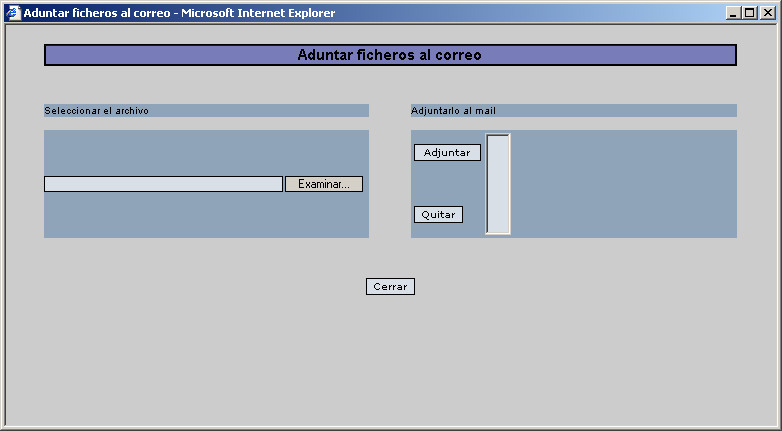 Aduntar ficheros al correo - Microsoft Internet Explorer
Aduntar ficheros al correo
Seleccionar el archivo
Adjuntarlo al mail
Adjuntar
Examinar...
Quitar
Cerrar